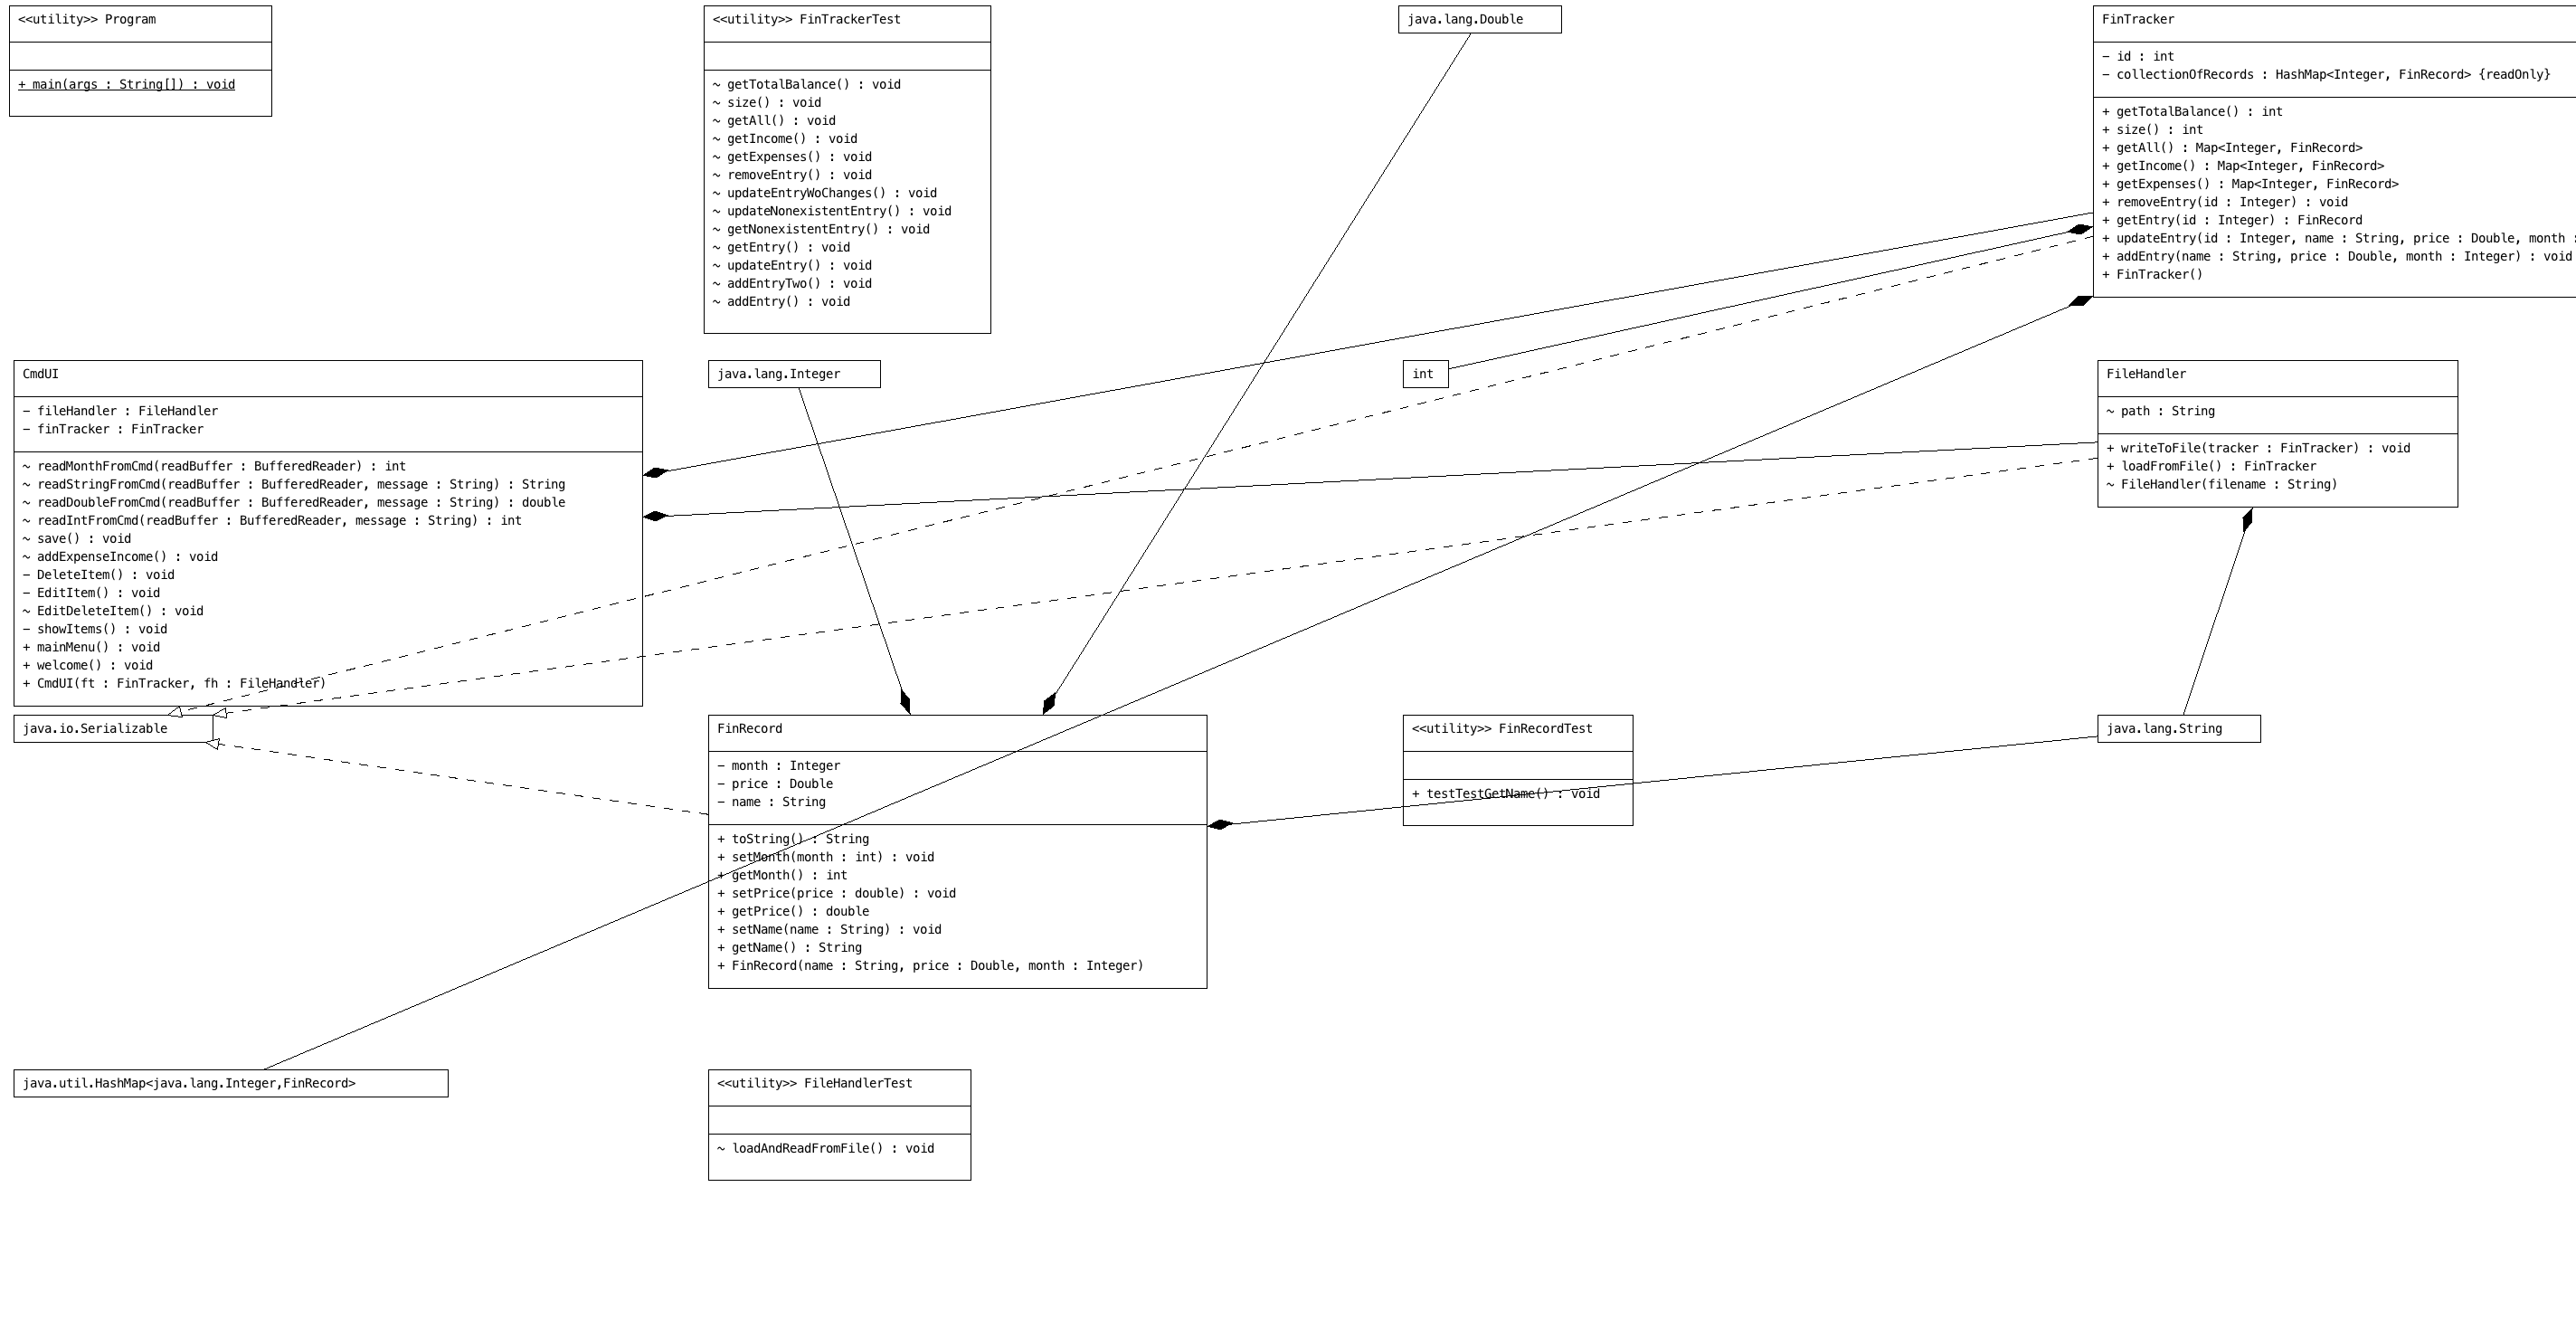 <<utility>> Program
+ main(args : String[]) : void
<<utility>> FinTrackerTest
~ getTotalBalance() : void
~ size() : void
~ getAll() : void
~ getIncome() : void
~ getExpenses() : void
~ removeEntry() : void
~ updateEntryWoChanges() : void
~ updateNonexistentEntry() : void
~ getNonexistentEntry() : void
~ getEntry() : void
~ updateEntry() : void
~ addEntryTwo() : void
~ addEntry() : void
java.lang.Double
FinTracker
− id : int
− collectionOfRecords : HashMap<Integer, FinRecord> {readOnly}
+ getTotalBalance() : int
+ size() : int
+ getAll() : Map<Integer, FinRecord>
+ getIncome() : Map<Integer, FinRecord>
+ getExpenses() : Map<Integer, FinRecord>
+ removeEntry(id : Integer) : void
+ getEntry(id : Integer) : FinRecord
+ updateEntry(id : Integer, name : String, price : Double, month :
+ addEntry(name : String, price : Double, month : Integer) : void
+ FinTracker()
CmdUI
− fileHandler : FileHandler
− finTracker : FinTracker
~ readMonthFromCmd(readBuffer : BufferedReader) : int
~ readStringFromCmd(readBuffer : BufferedReader, message : String) : String
~ readDoubleFromCmd(readBuffer : BufferedReader, message : String) : double
~ readIntFromCmd(readBuffer : BufferedReader, message : String) : int
~ save() : void
~ addExpenseIncome() : void
− DeleteItem() : void
− EditItem() : void
~ EditDeleteItem() : void
− showItems() : void
+ mainMenu() : void
+ welcome() : void
+ CmdUI(ft : FinTracker, fh : FileHandler)
java.lang.Integer
int
FileHandler
~ path : String
+ writeToFile(tracker : FinTracker) : void
+ loadFromFile() : FinTracker
~ FileHandler(filename : String)
java.io.Serializable
FinRecord
− month : Integer
− price : Double
− name : String
+ toString() : String
+ setMonth(month : int) : void
+ getMonth() : int
+ setPrice(price : double) : void
+ getPrice() : double
+ setName(name : String) : void
+ getName() : String
+ FinRecord(name : String, price : Double, month : Integer)
<<utility>> FinRecordTest
+ testTestGetName() : void
java.lang.String
java.util.HashMap<java.lang.Integer,FinRecord>
<<utility>> FileHandlerTest
~ loadAndReadFromFile() : void